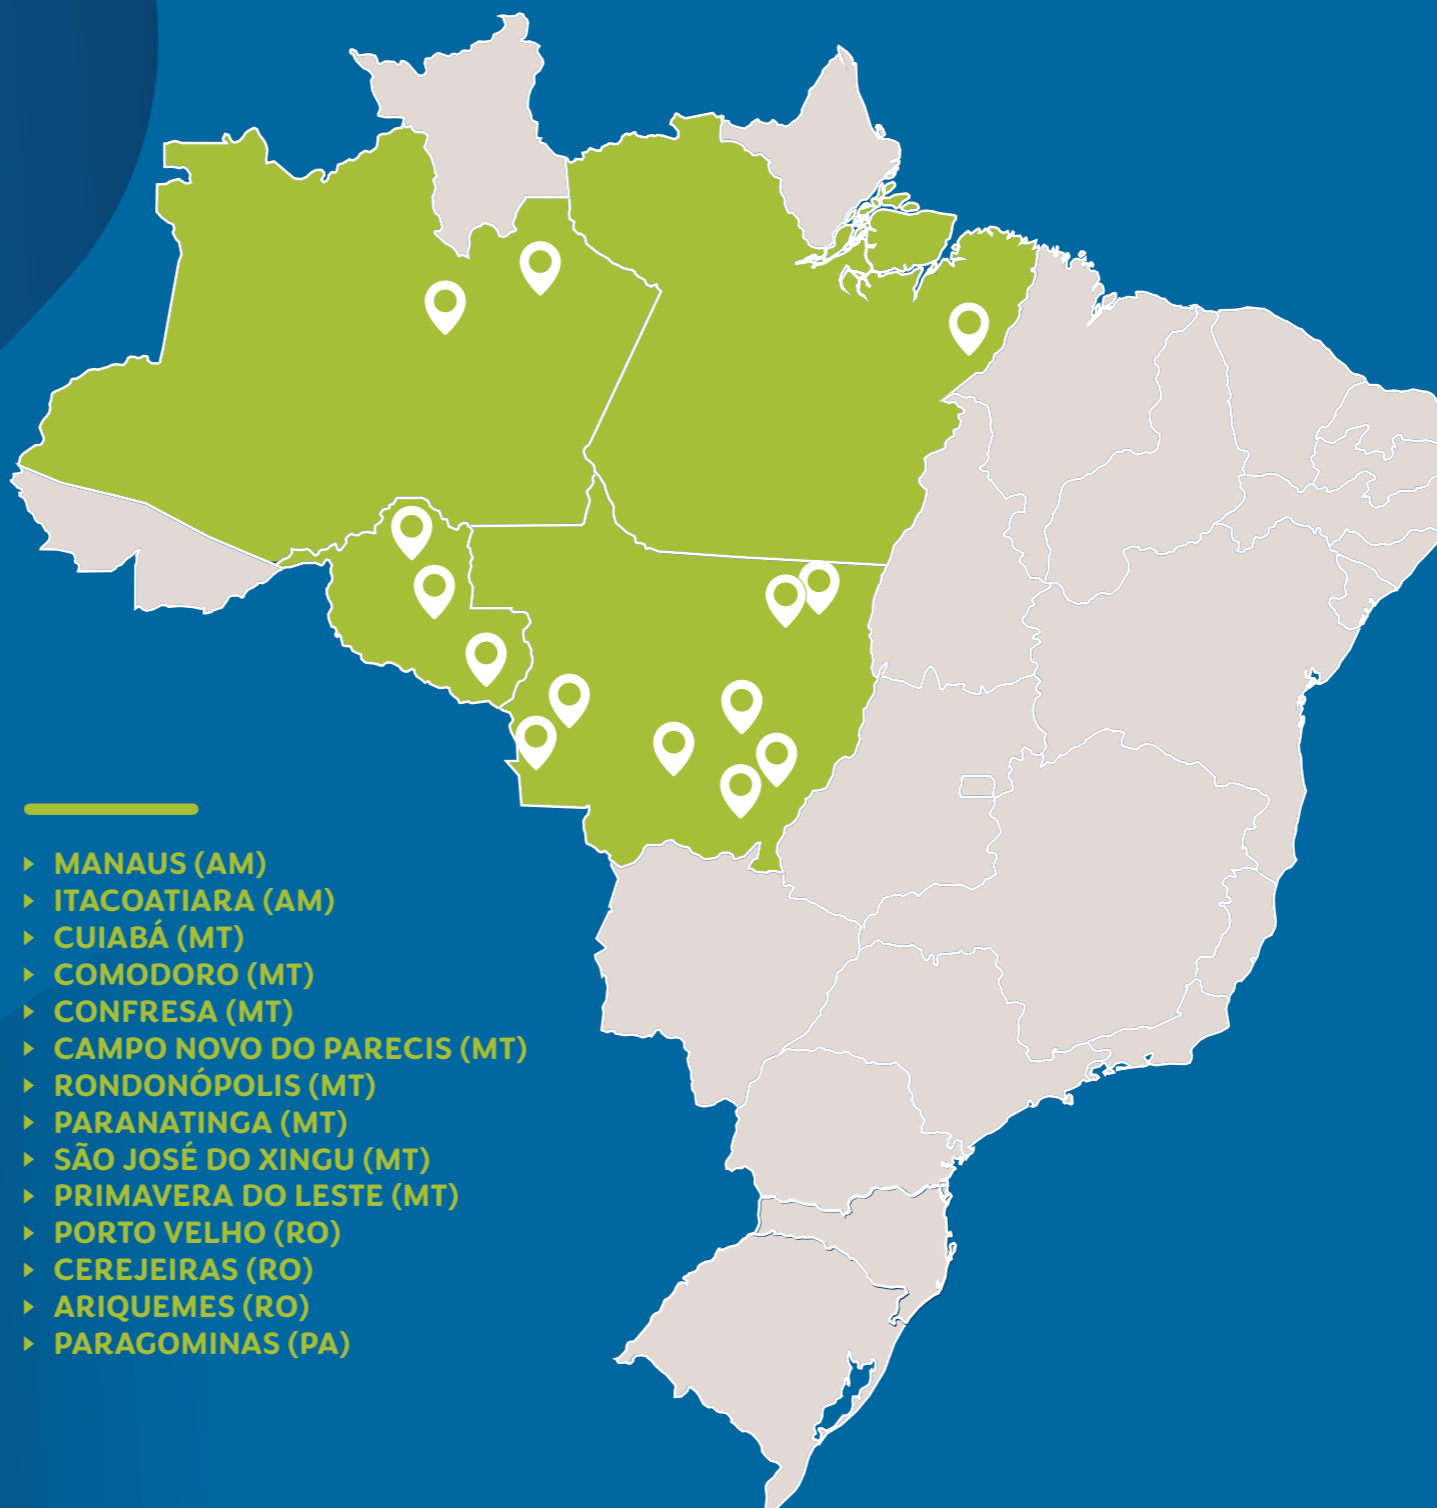 MANAUS (AM)
ITACOATIARA (AM)
CUIABÁ (MT)
COMODORO (MT)
CONFRESA (MT)
CAMPO NOVO DO PARECIS (MT)
RONDONÓPOLIS (MT)
PARANATINGA (MT)
SÃO JOSÉ DO XINGU (MT)
PRIMAVERA DO LESTE (MT)
PORTO VELHO (RO)
CEREJEIRAS (RO)
ARIQUEMES (RO)
PARAGOMINAS (PA)